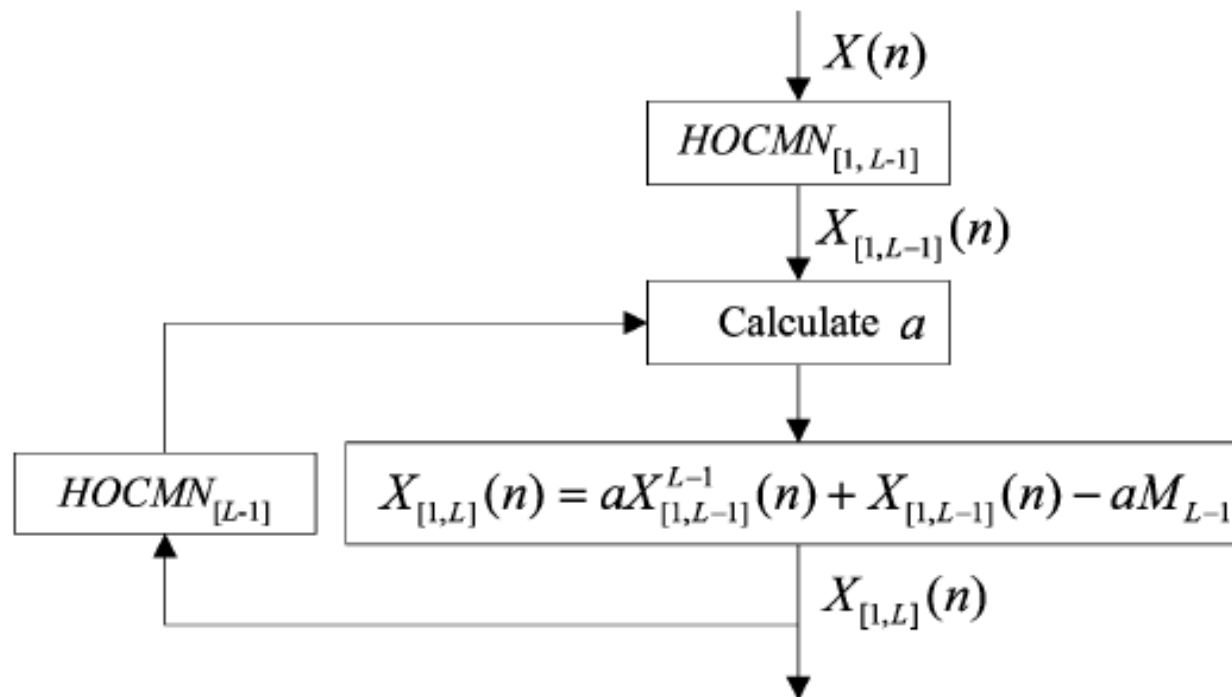 X(n)
HOCMN_{[1, L-1]}
X_{[1,L-1]}(n)
Calculate a
HOCMN_{[L-1]}
X_{[1,L]}(n) = aX_{[1,L-1]}^{L-1}(n) + X_{[1,L-1]}(n) − aM_{L-1}
X_{[1,L]}(n)